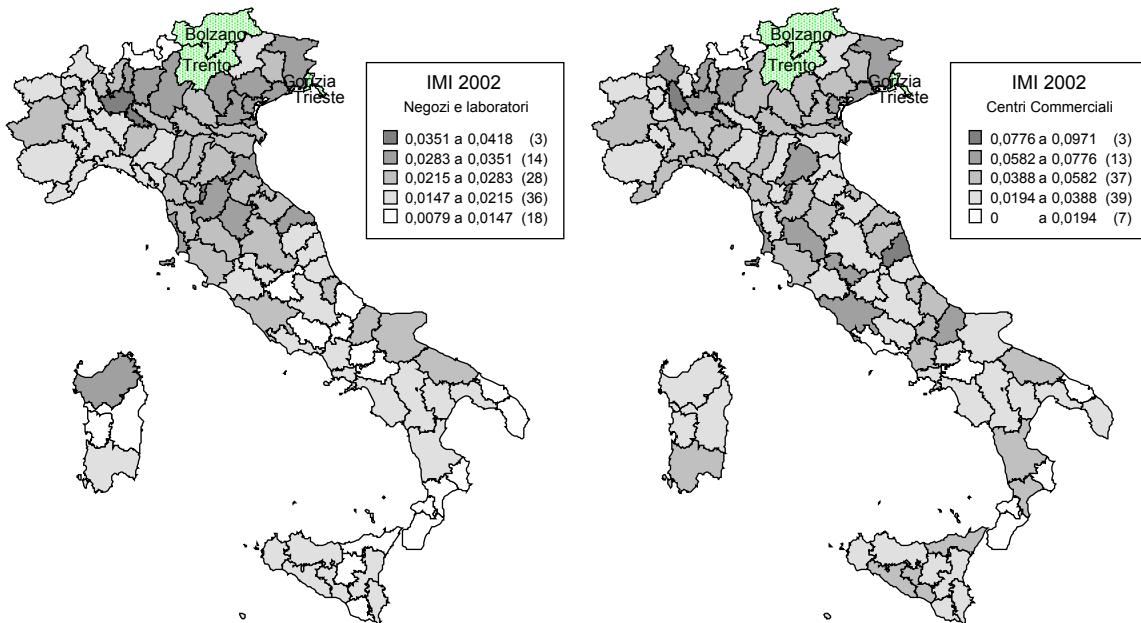 Bolzano
Trento
Gorizia
Trieste
IMI 2002
Negozi e laboratori
0,0351 a 0,0418 (3)
0,0283 a 0,0351 (14)
0,0215 a 0,0283 (28)
0,0147 a 0,0215 (36)
0,0079 a 0,0147 (18)
Bolzano
Trento
Gorizia
Trieste
IMI 2002
Centri Commerciali
0,0776 a 0,0971 (3)
0,0582 a 0,0776 (13)
0,0388 a 0,0582 (37)
0,0194 a 0,0388 (39)
0 a 0,0194 (7)